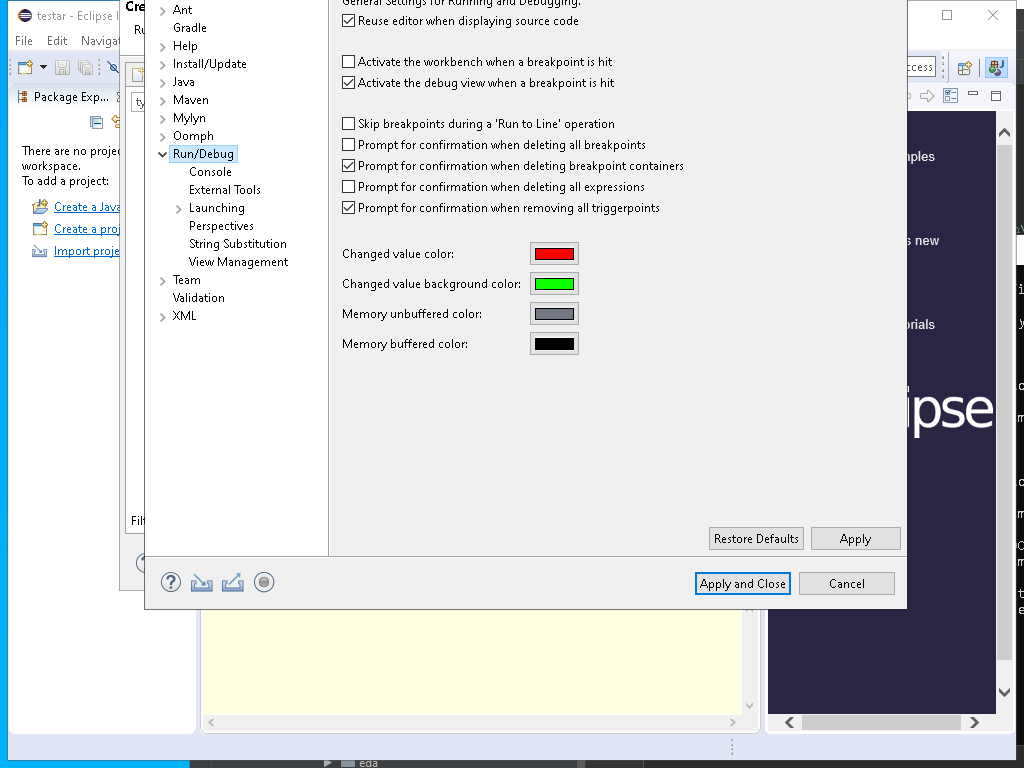 testar - Eclipse I
File Edit Navigat
Package Exp...
There are no proje
workspace.
To add a project:
Create a Java
Create a proj
Import proje
Cre
Ru
ty
Filt
Ant
Gradle
Help
Install/Update
Java
Maven
Mylyn
Oomph
Run/Debug
Console
External Tools
Launching
Perspectives
String Substitution
View Management
Team
Validation
XML
General Settings for Running and Debugging.
Reuse editor when displaying source code
Activate the workbench when a breakpoint is hit
Activate the debug view when a breakpoint is hit
Skip breakpoints during a 'Run to Line' operation
Prompt for confirmation when deleting all breakpoints
Prompt for confirmation when deleting breakpoint containers
Prompt for confirmation when deleting all expressions
Prompt for confirmation when removing all triggerpoints
Changed value color:
Changed value background color:
Memory unbuffered color:
Memory buffered color:
Restore Defaults Apply
Apply and Close Cancel
ccess
mples
s new
orials
ipse
eda